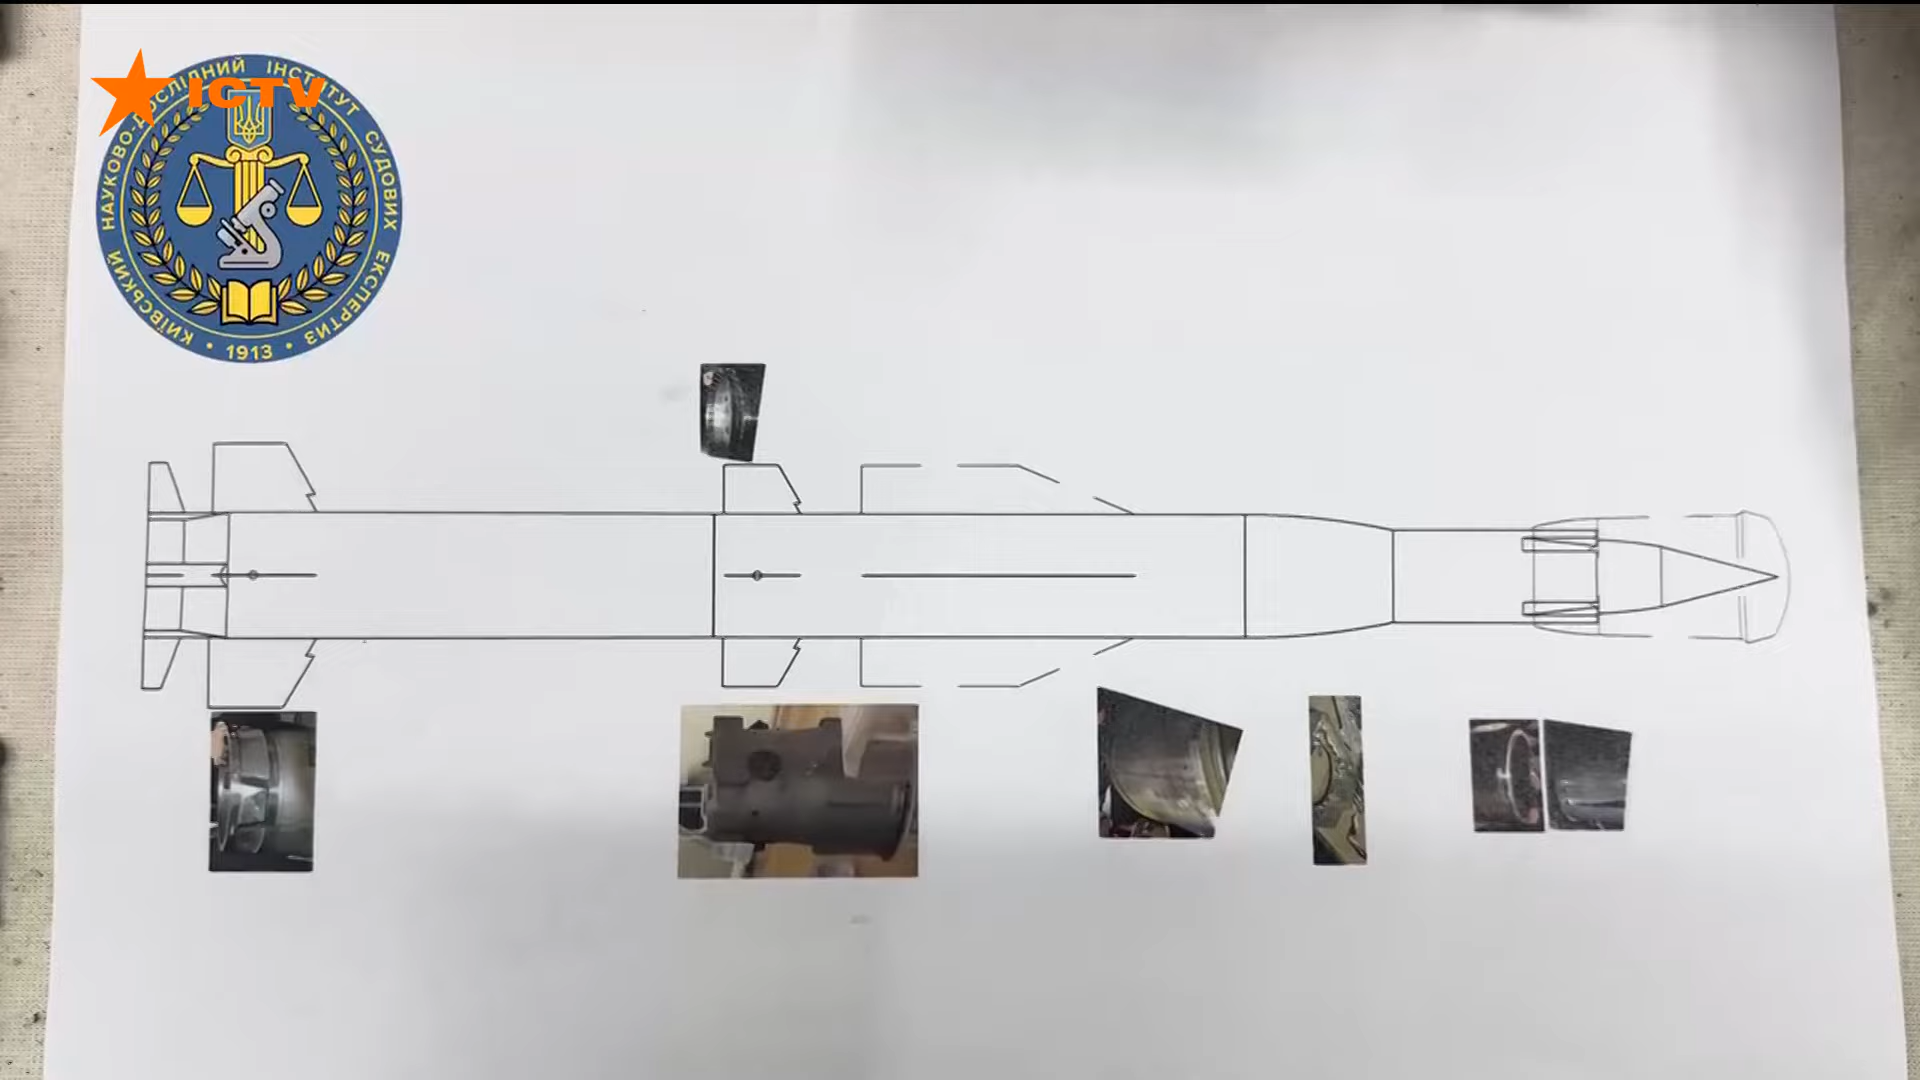 ICTV
КИЇВСЬКИЙ НАУКОВО-ДОСЛІДНИЙ ІНСТИТУТ СУДОВИХ ЕКСПЕРТИЗ
• 1913 •